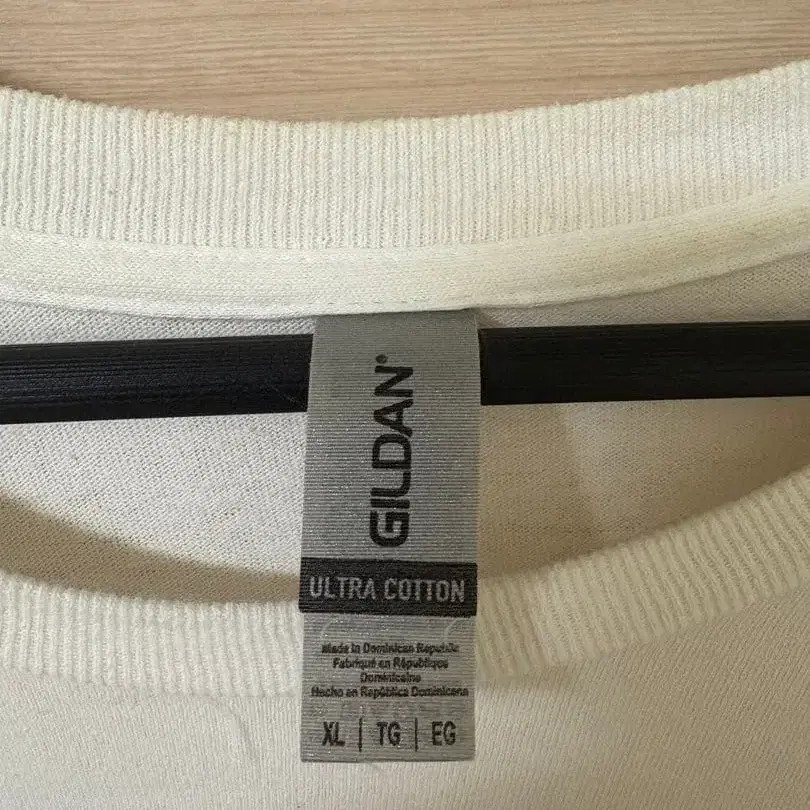 GILDAN®
ULTRA COTTON
Made in Dominican Republic
Fabriqué en République
Dominicaine
Hecho en República Dominicana
XL | TG | EG